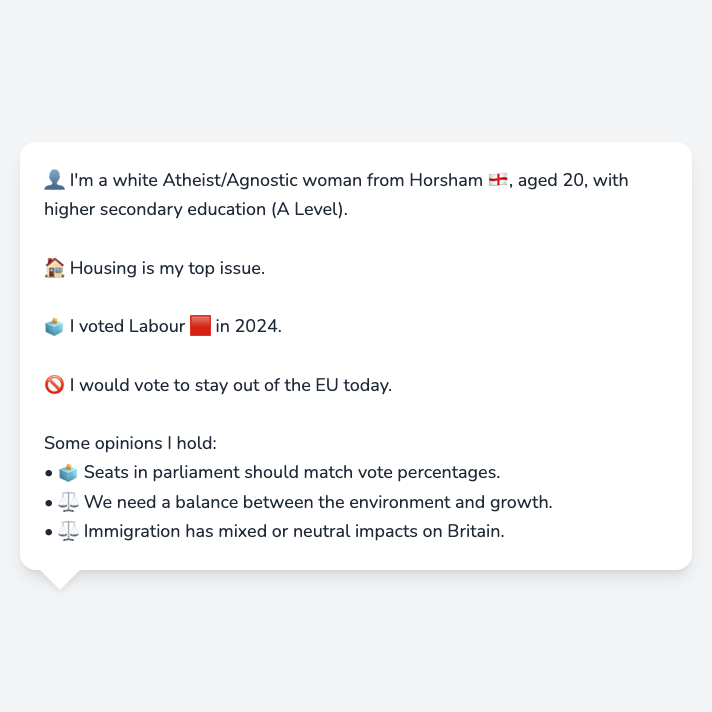 👤 I'm a white Atheist/Agnostic woman from Horsham 🏴󠁧󠁢󠁥󠁮󠁧󠁿, aged 20, with
higher secondary education (A Level).
🏠 Housing is my top issue.
🗳️ I voted Labour 🟥 in 2024.
🚫 I would vote to stay out of the EU today.
Some opinions I hold:
• 🗳️ Seats in parliament should match vote percentages.
• ⚖️ We need a balance between the environment and growth.
• ⚖️ Immigration has mixed or neutral impacts on Britain.